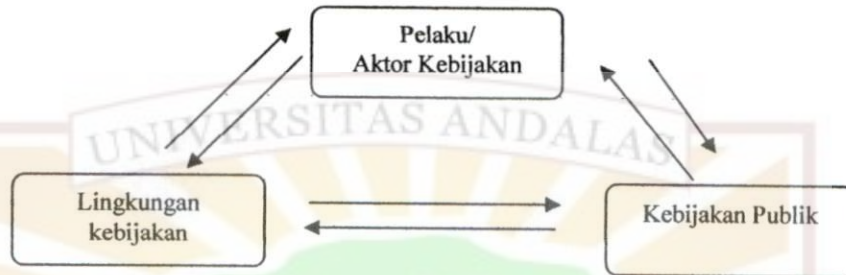 Pelaku/
Aktor Kebijakan
UNIVERSITAS ANDALAS
Lingkungan
kebijakan
Kebijakan Publik